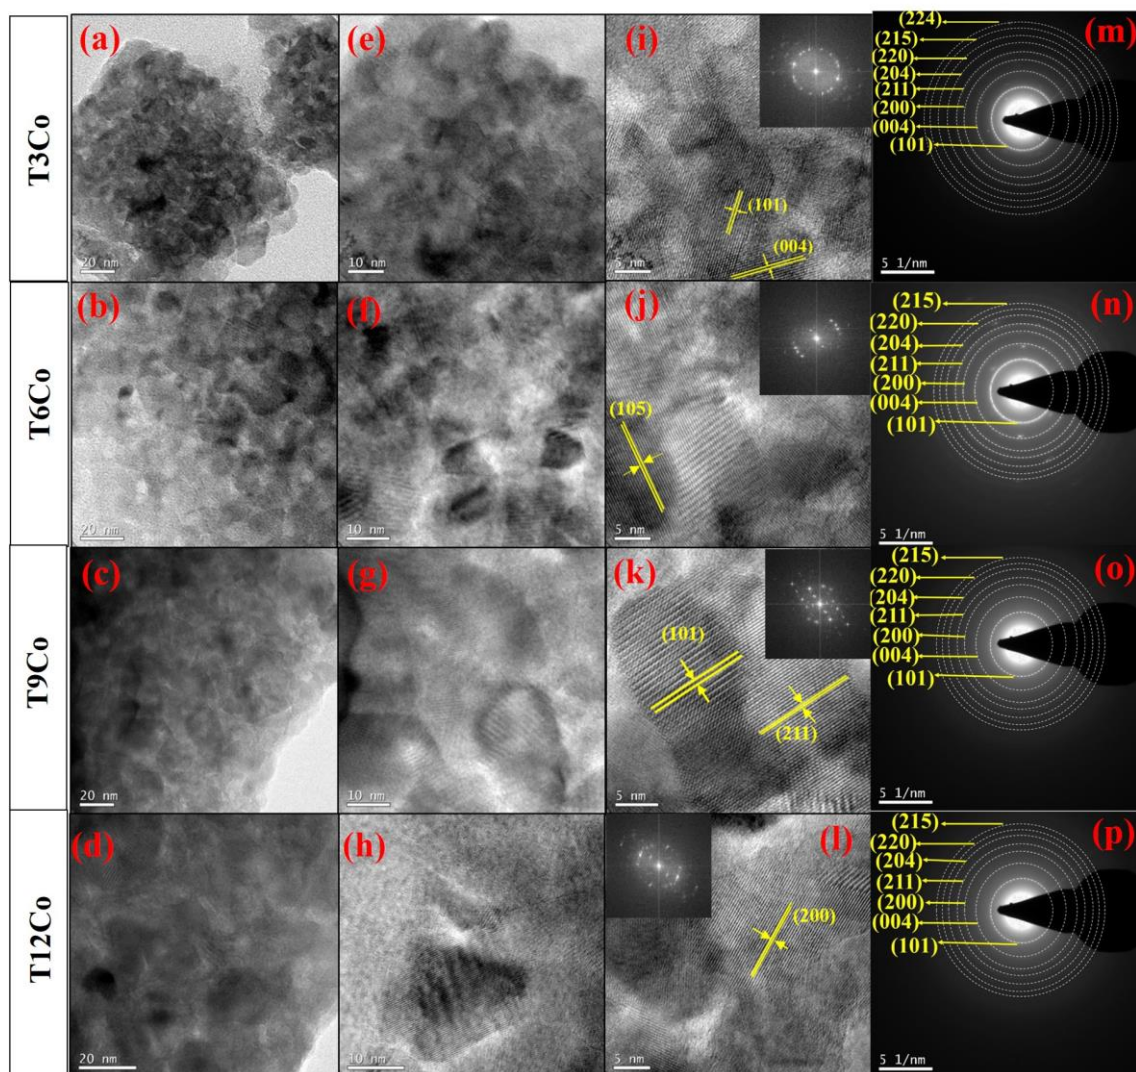 T3Co
(a)
20 nm
(e)
10 nm
(i)
(101)
(004)
5 nm
(m)
(224)
(215)
(220)
(204)
(211)
(200)
(004)
(101)
5 1/nm
T6Co
(b)
20 nm
(f)
10 nm
(j)
(105)
5 nm
(n)
(215)
(220)
(204)
(211)
(200)
(004)
(101)
5 1/nm
T9Co
(c)
20 nm
(g)
10 nm
(k)
(101)
(211)
5 nm
(o)
(215)
(220)
(204)
(211)
(200)
(004)
(101)
5 1/nm
T12Co
(d)
20 nm
(h)
10 nm
(l)
(200)
5 nm
(p)
(215)
(220)
(204)
(211)
(200)
(004)
(101)
5 1/nm